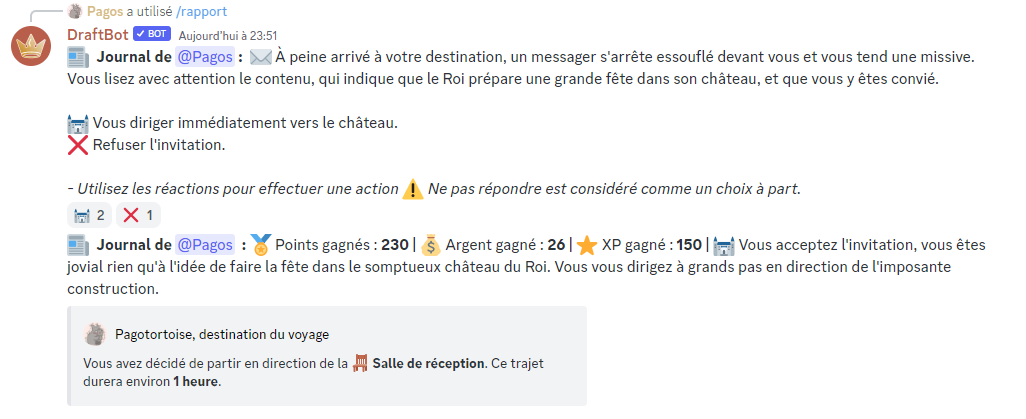 Pagos a utilisé /rapport
DraftBot ✔ BOT Aujourd'hui à 23:51
Journal de @Pagos : À peine arrivé à votre destination, un messager s'arrête essouflé devant vous et vous tend une missive.
Vous lisez avec attention le contenu, qui indique que le Roi prépare une grande fête dans son château, et que vous y êtes convié.
Vous diriger immédiatement vers le château.
Refuser l'invitation.
- Utilisez les réactions pour effectuer une action ⚠️ Ne pas répondre est considéré comme un choix à part.
2 1
Journal de @Pagos : Points gagnés : 230 | Argent gagné : 26 | XP gagné : 150 | Vous acceptez l'invitation, vous êtes
jovial rien qu'à l'idée de faire la fête dans le somptueux château du Roi. Vous vous dirigez à grands pas en direction de l'imposante
construction.
Pagotortoise, destination du voyage
Vous avez décidé de partir en direction de la Salle de réception. Ce trajet
durera environ 1 heure.